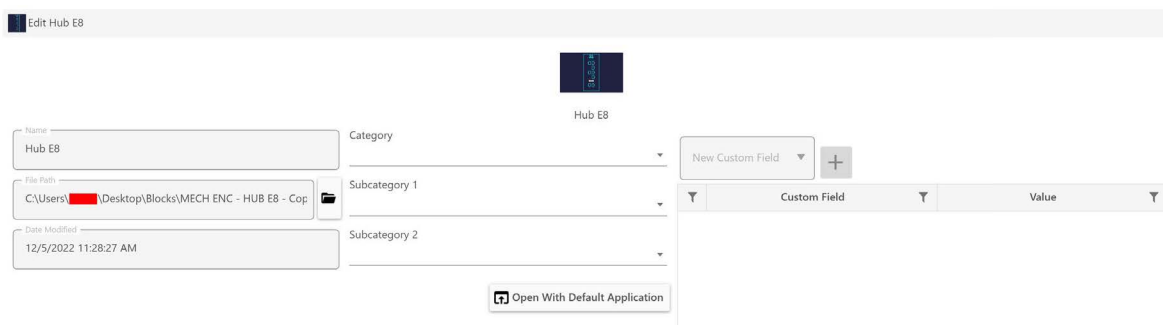 Edit Hub E8
Hub E8
Name
Hub E8
File Path
C:\Users\ \Desktop\Blocks\MECH ENC - HUB E8 - Cop
Date Modified
12/5/2022 11:28:27 AM
Category
Subcategory 1
Subcategory 2
Open With Default Application
New Custom Field
Custom Field
Value